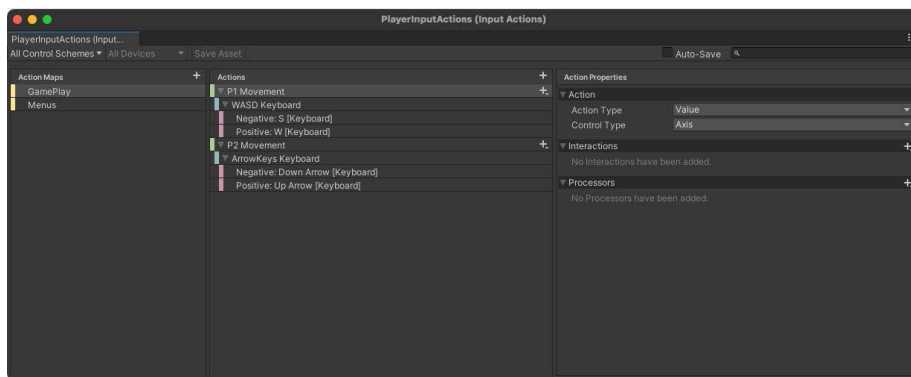 PlayerInputActions (Input Actions)
PlayerInputActions (Input...
All Control Schemes All Devices Save Asset Auto-Save
Action Maps
GamePlay
Menus
Actions
P1 Movement
WASD Keyboard
Negative: S [Keyboard]
Positive: W [Keyboard]
P2 Movement
ArrowKeys Keyboard
Negative: Down Arrow [Keyboard]
Positive: Up Arrow [Keyboard]
Action Properties
Action
Action Type Value
Control Type Axis
Interactions
No Interactions have been added.
Processors
No Processors have been added.